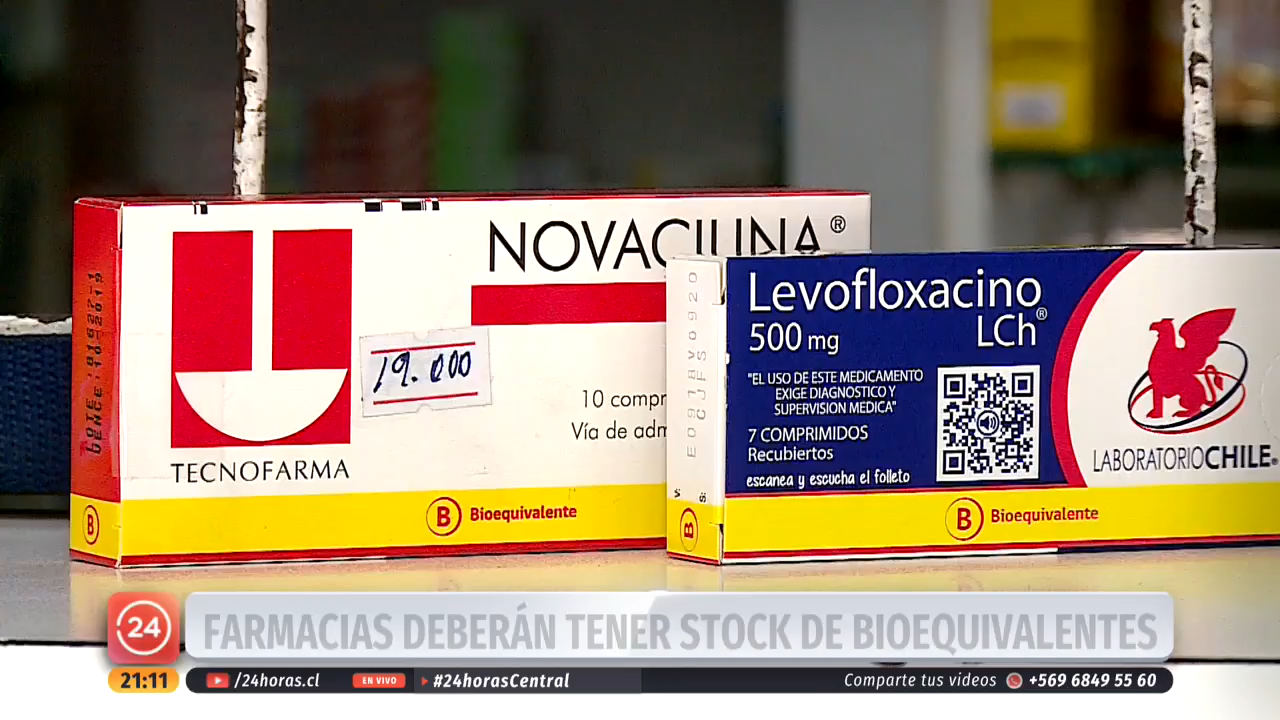 NOVACILINA®
19.000
10 compr
Vía de adm
TECNOFARMA
B Bioequivalente
B
Levofloxacino
500 mg LCh®
"EL USO DE ESTE MEDICAMENTO
EXIGE DIAGNOSTICO Y
SUPERVISION MEDICA"
7 COMPRIMIDOS
Recubiertos
escanea y escucha el folleto
LABORATORIOCHILE®
B Bioequivalente
B
24
FARMACIAS DEBERÁN TENER STOCK DE BIOEQUIVALENTES
21:11 /24horas.cl EN VIVO #24horasCentral Comparte tus videos +569 6849 55 60